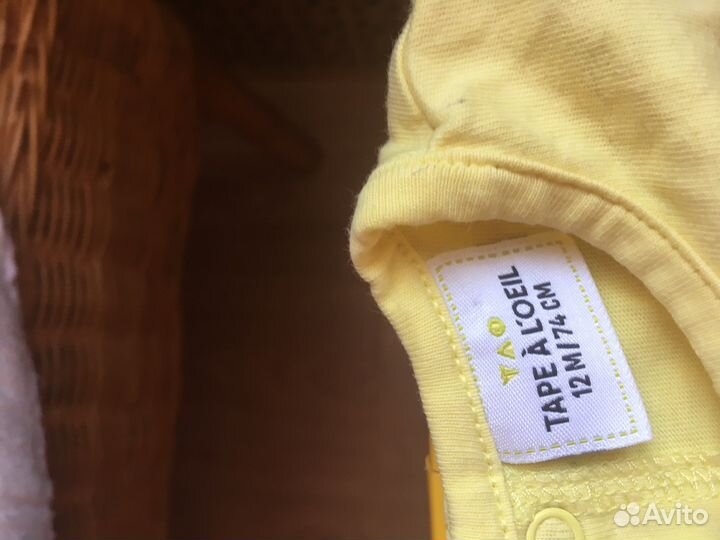 TAO
TAPE À L'OEIL
12 M / 74 CM
Avito